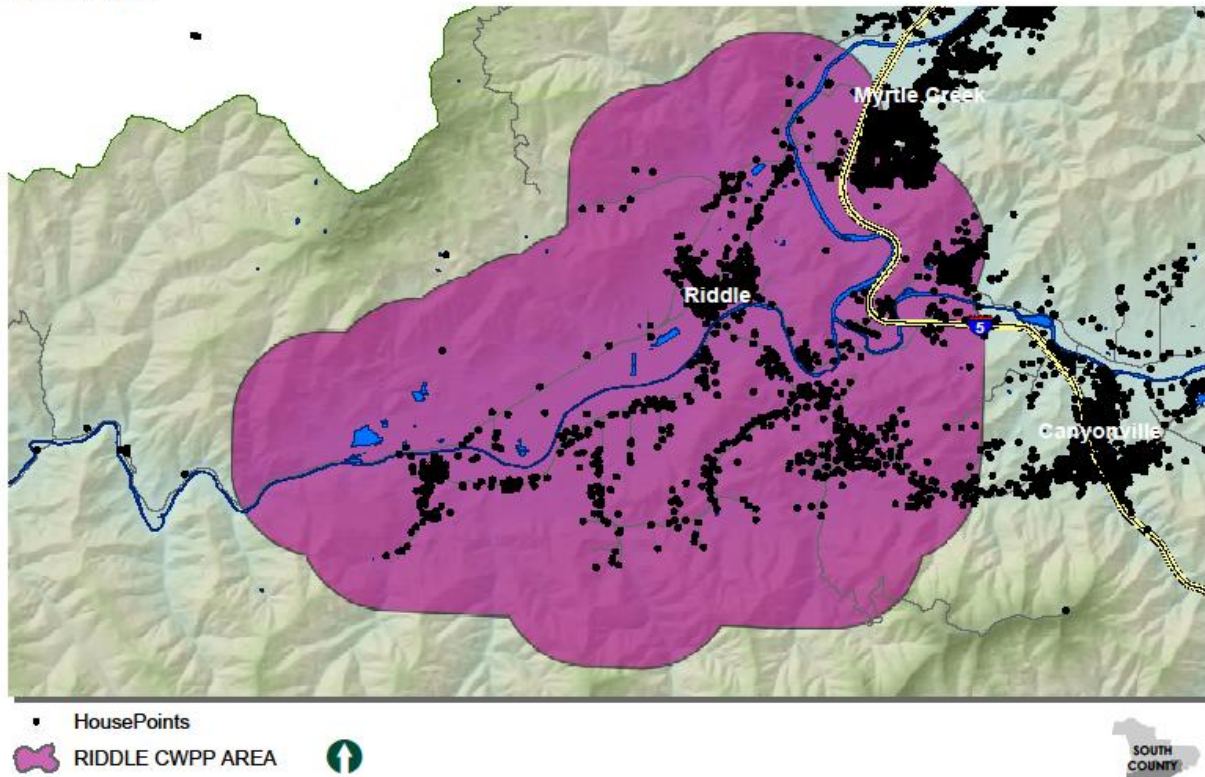 Myrtle Creek
Riddle
5
Canyonville
HousePoints
RIDDLE CWPP AREA
SOUTH
COUNTY